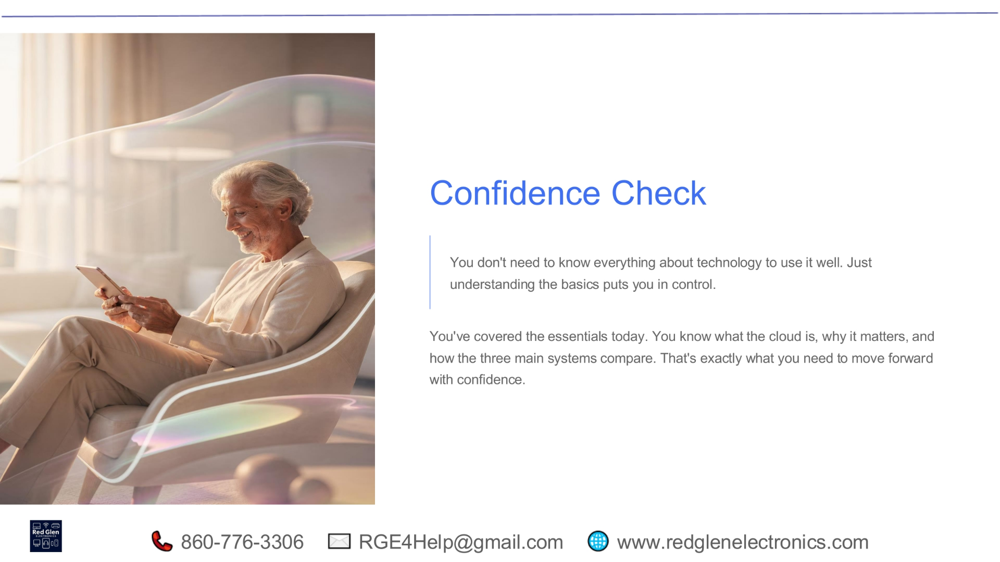 Confidence Check
You don't need to know everything about technology to use it well. Just
understanding the basics puts you in control.
You've covered the essentials today. You know what the cloud is, why it matters, and
how the three main systems compare. That's exactly what you need to move forward
with confidence.
Red Glen
ELECTRONICS
860-776-3306
RGE4Help@gmail.com
www.redglenelectronics.com